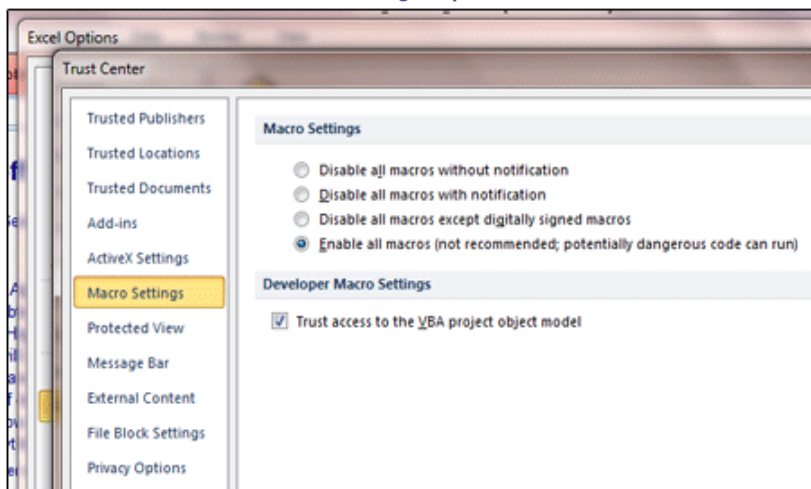 Excel Options
Trust Center
Trusted Publishers
Trusted Locations
Trusted Documents
Add-ins
ActiveX Settings
Macro Settings
Protected View
Message Bar
External Content
File Block Settings
Privacy Options
Macro Settings
Disable all macros without notification
Disable all macros with notification
Disable all macros except digitally signed macros
Enable all macros (not recommended; potentially dangerous code can run)
Developer Macro Settings
Trust access to the VBA project object model